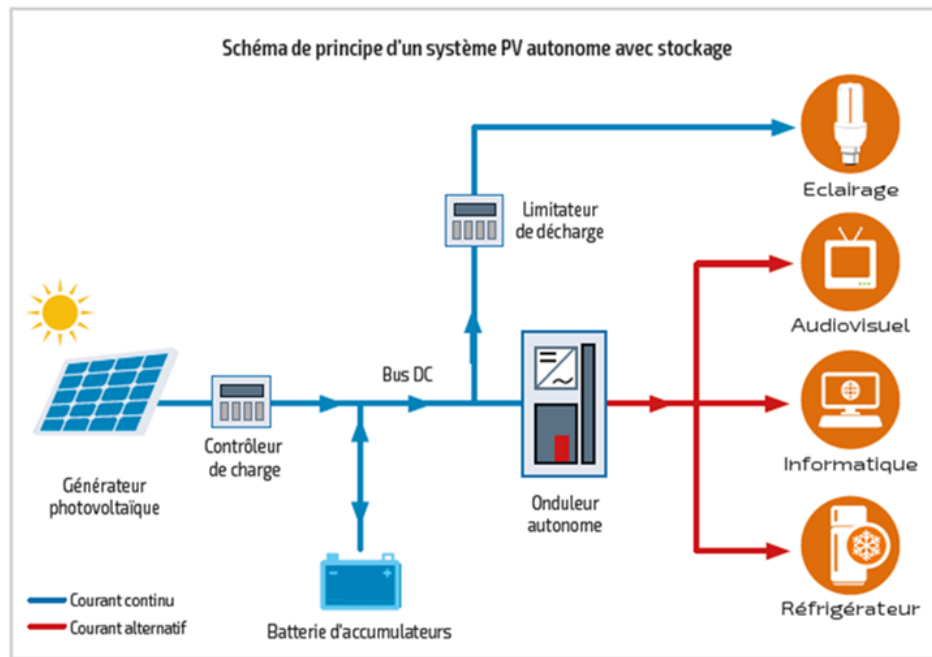 Schéma de principe d'un système PV autonome avec stockage
Eclairage
Limitateur
de décharge
Audiovisuel
Bus DC
Contrôleur
de charge
Informatique
Générateur
photovoltaïque
Onduleur
autonome
Réfrigérateur
Courant continu
Courant alternatif
Batterie d'accumulateurs